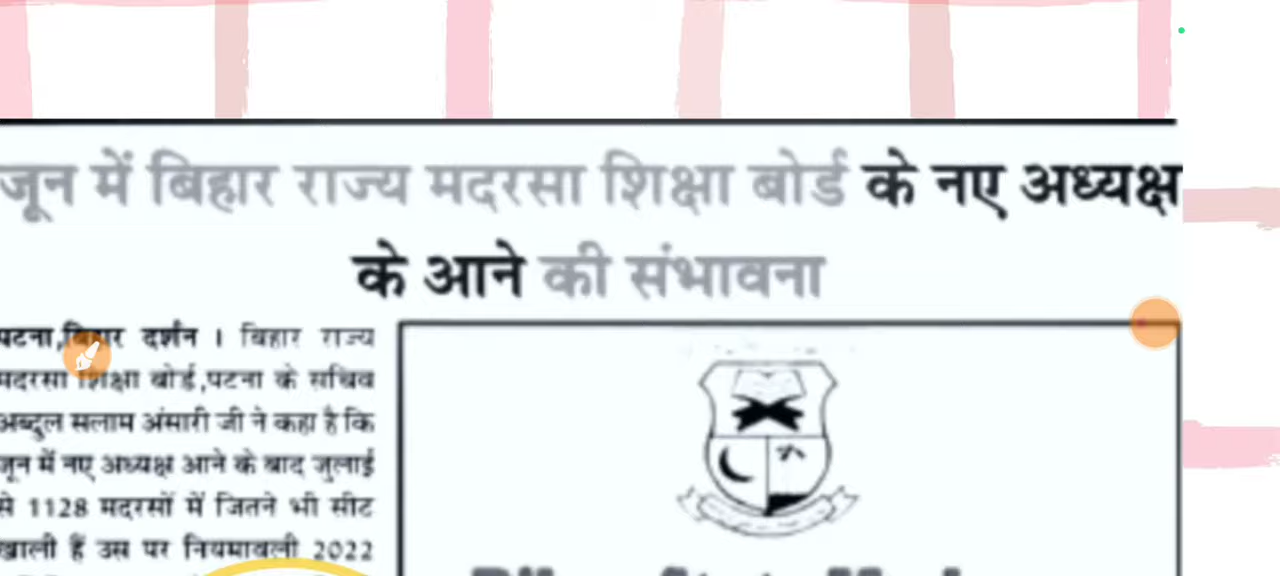 जून में बिहार राज्य मदरसा शिक्षा बोर्ड के नए अध्यक्ष
के आने की संभावना
पटना,बिहार दर्शन । बिहार राज्य
मदरसा शिक्षा बोर्ड,पटना के सचिव
अब्दुल सलाम अंसारी जी ने कहा है कि
जून में नए अध्यक्ष आने के बाद जुलाई
से 1128 मदरसों में जितने भी सीट
खाली हैं उस पर नियमावली 2022